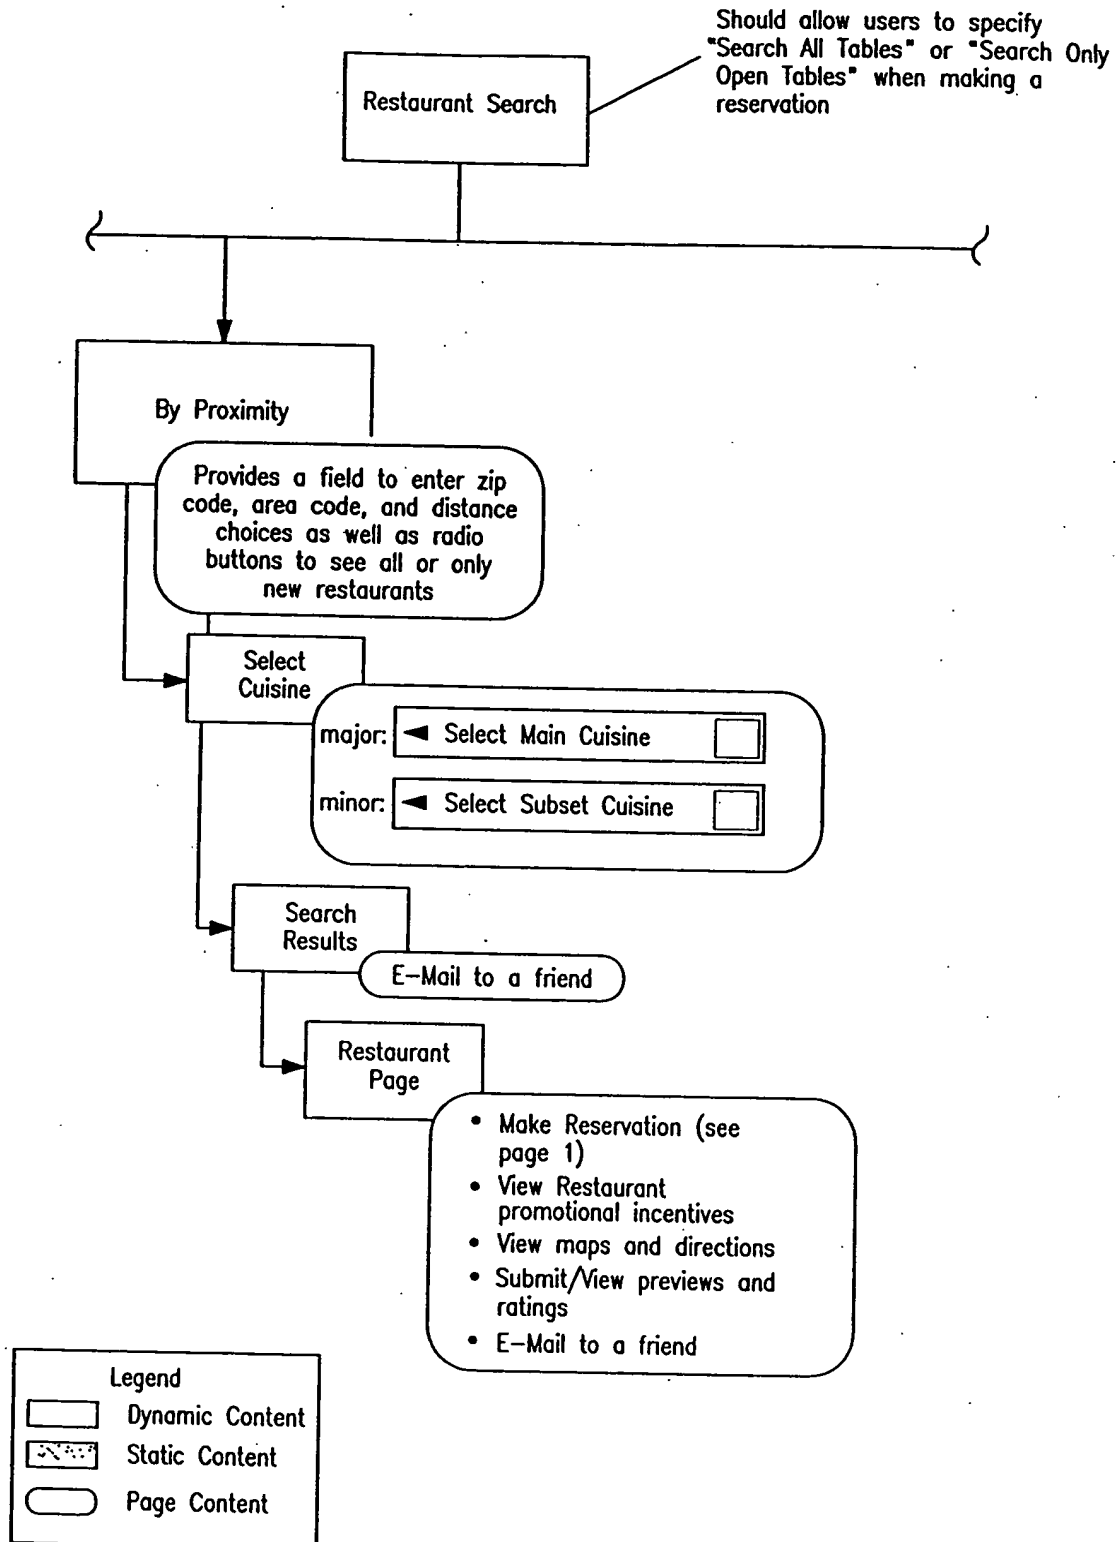 Should allow users to specify
"Search All Tables" or "Search Only
Open Tables" when making a
reservation
Restaurant Search
By Proximity
Provides a field to enter zip
code, area code, and distance
choices as well as radio
buttons to see all or only
new restaurants
Select
Cuisine
major: ◄ Select Main Cuisine
minor: ◄ Select Subset Cuisine
Search
Results
E-Mail to a friend
Restaurant
Page
• Make Reservation (see
page 1)
• View Restaurant
promotional incentives
• View maps and directions
• Submit/View previews and
ratings
• E-Mail to a friend
Legend
Dynamic Content
Static Content
Page Content